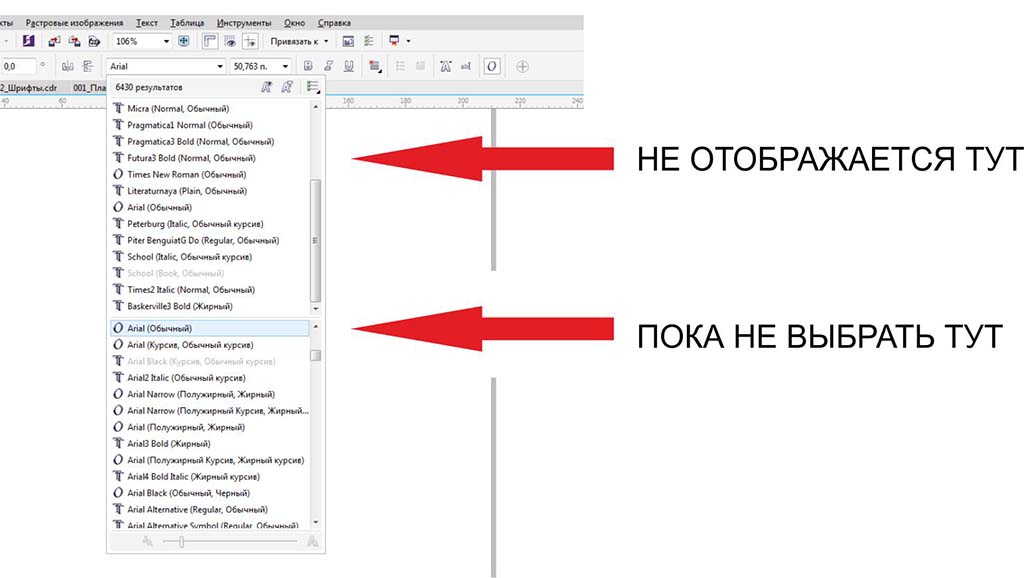 кты Растровые изображения Текст Таблица Инструменты Окно Справка
106% Привязать к
0,0 ° Arial 50,763 п.
2_Шрифты.cdr 001_Пла
40 60 160 180 200 220 240
6430 результатов
Micra (Normal, Обычный)
Pragmatica1 Normal (Обычный)
Pragmatica3 Bold (Normal, Обычный)
Futura3 Bold (Normal, Обычный)
Times New Roman (Обычный)
Literaturnaya (Plain, Обычный)
Arial (Обычный)
Peterburg (Italic, Обычный курсив)
Piter BenguiatG Do (Regular, Обычный)
School (Italic, Обычный курсив)
School (Book, Обычный)
Times2 Italic (Normal, Обычный)
Baskerville3 Bold (Жирный)
НЕ ОТОБРАЖАЕТСЯ ТУТ
Arial (Обычный)
Arial (Курсив, Обычный курсив)
Arial Black (Курсив, Обычный курсив)
Arial2 Italic (Обычный курсив)
Arial Narrow (Полужирный, Жирный)
Arial Narrow (Полужирный Курсив, Жирный...
Arial (Полужирный, Жирный)
Arial3 Bold (Жирный)
Arial (Полужирный Курсив, Жирный курсив)
Arial4 Bold Italic (Жирный курсив)
Arial Black (Обычный, Черный)
Arial Alternative (Regular, Обычный)
Arial Alternative Symbol (Regular, Обычный)
ПОКА НЕ ВЫБРАТЬ ТУТ